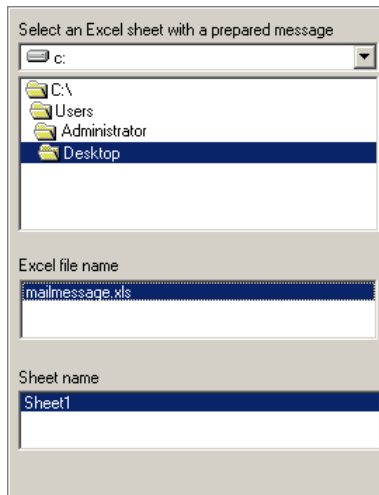 Select an Excel sheet with a prepared message
c:
C:\
Users
Administrator
Desktop
Excel file name
mailmessage.xls
Sheet name
Sheet1